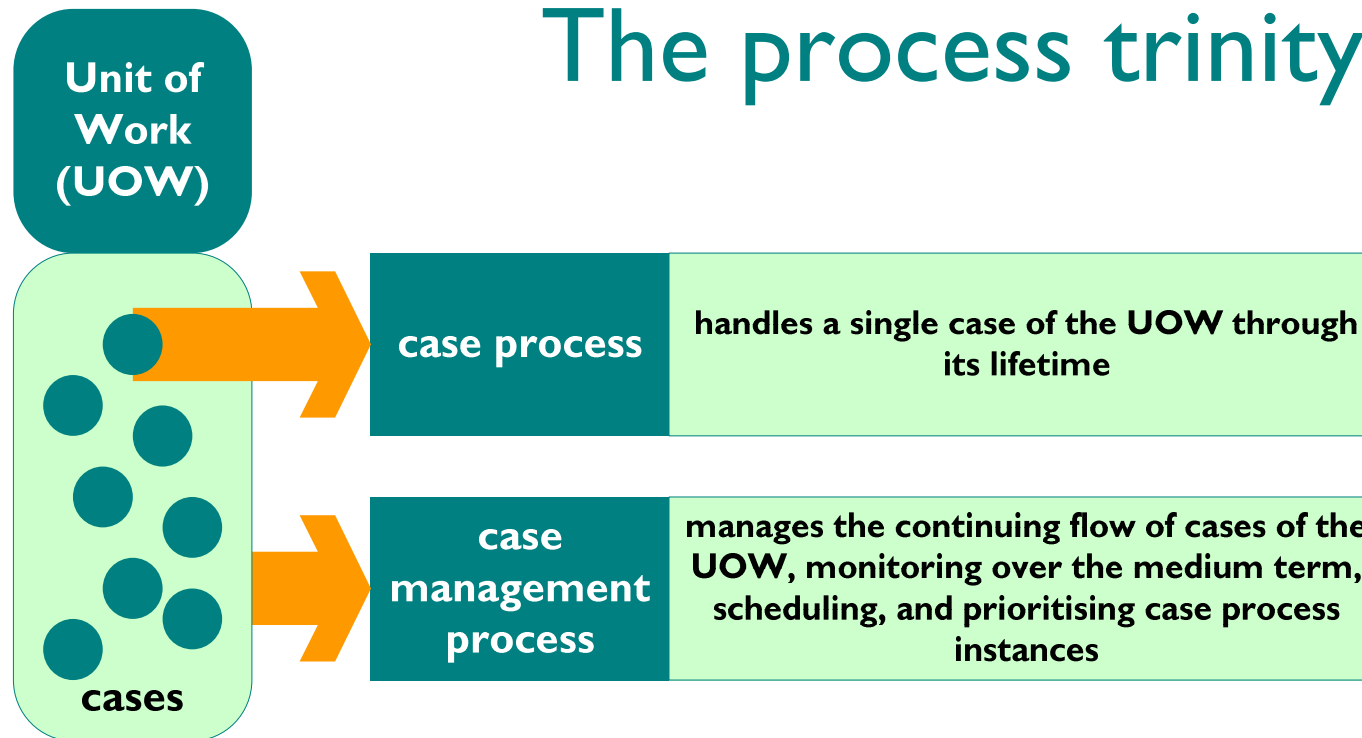 The process trinity
Unit of
Work
(UOW)
case process
handles a single case of the UOW through
its lifetime
case
management
process
manages the continuing flow of cases of the
UOW, monitoring over the medium term,
scheduling, and prioritising case process
instances
cases